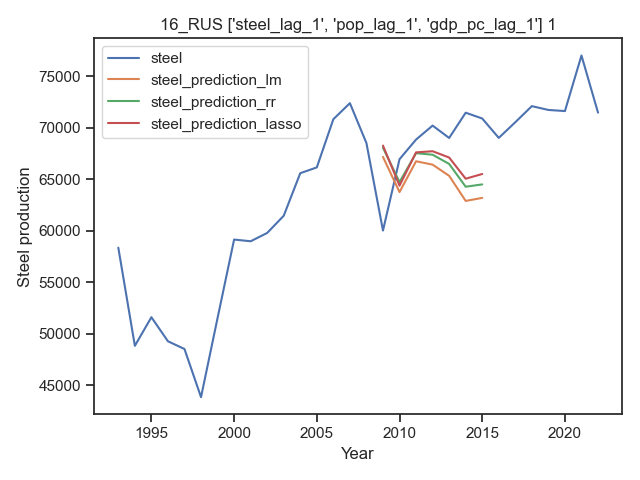 16_RUS ['steel_lag_1', 'pop_lag_1', 'gdp_pc_lag_1'] 1
steel
steel_prediction_lm
steel_prediction_rr
steel_prediction_lasso
Steel production
75000
70000
65000
60000
55000
50000
45000
1995
2000
2005
2010
2015
2020
Year